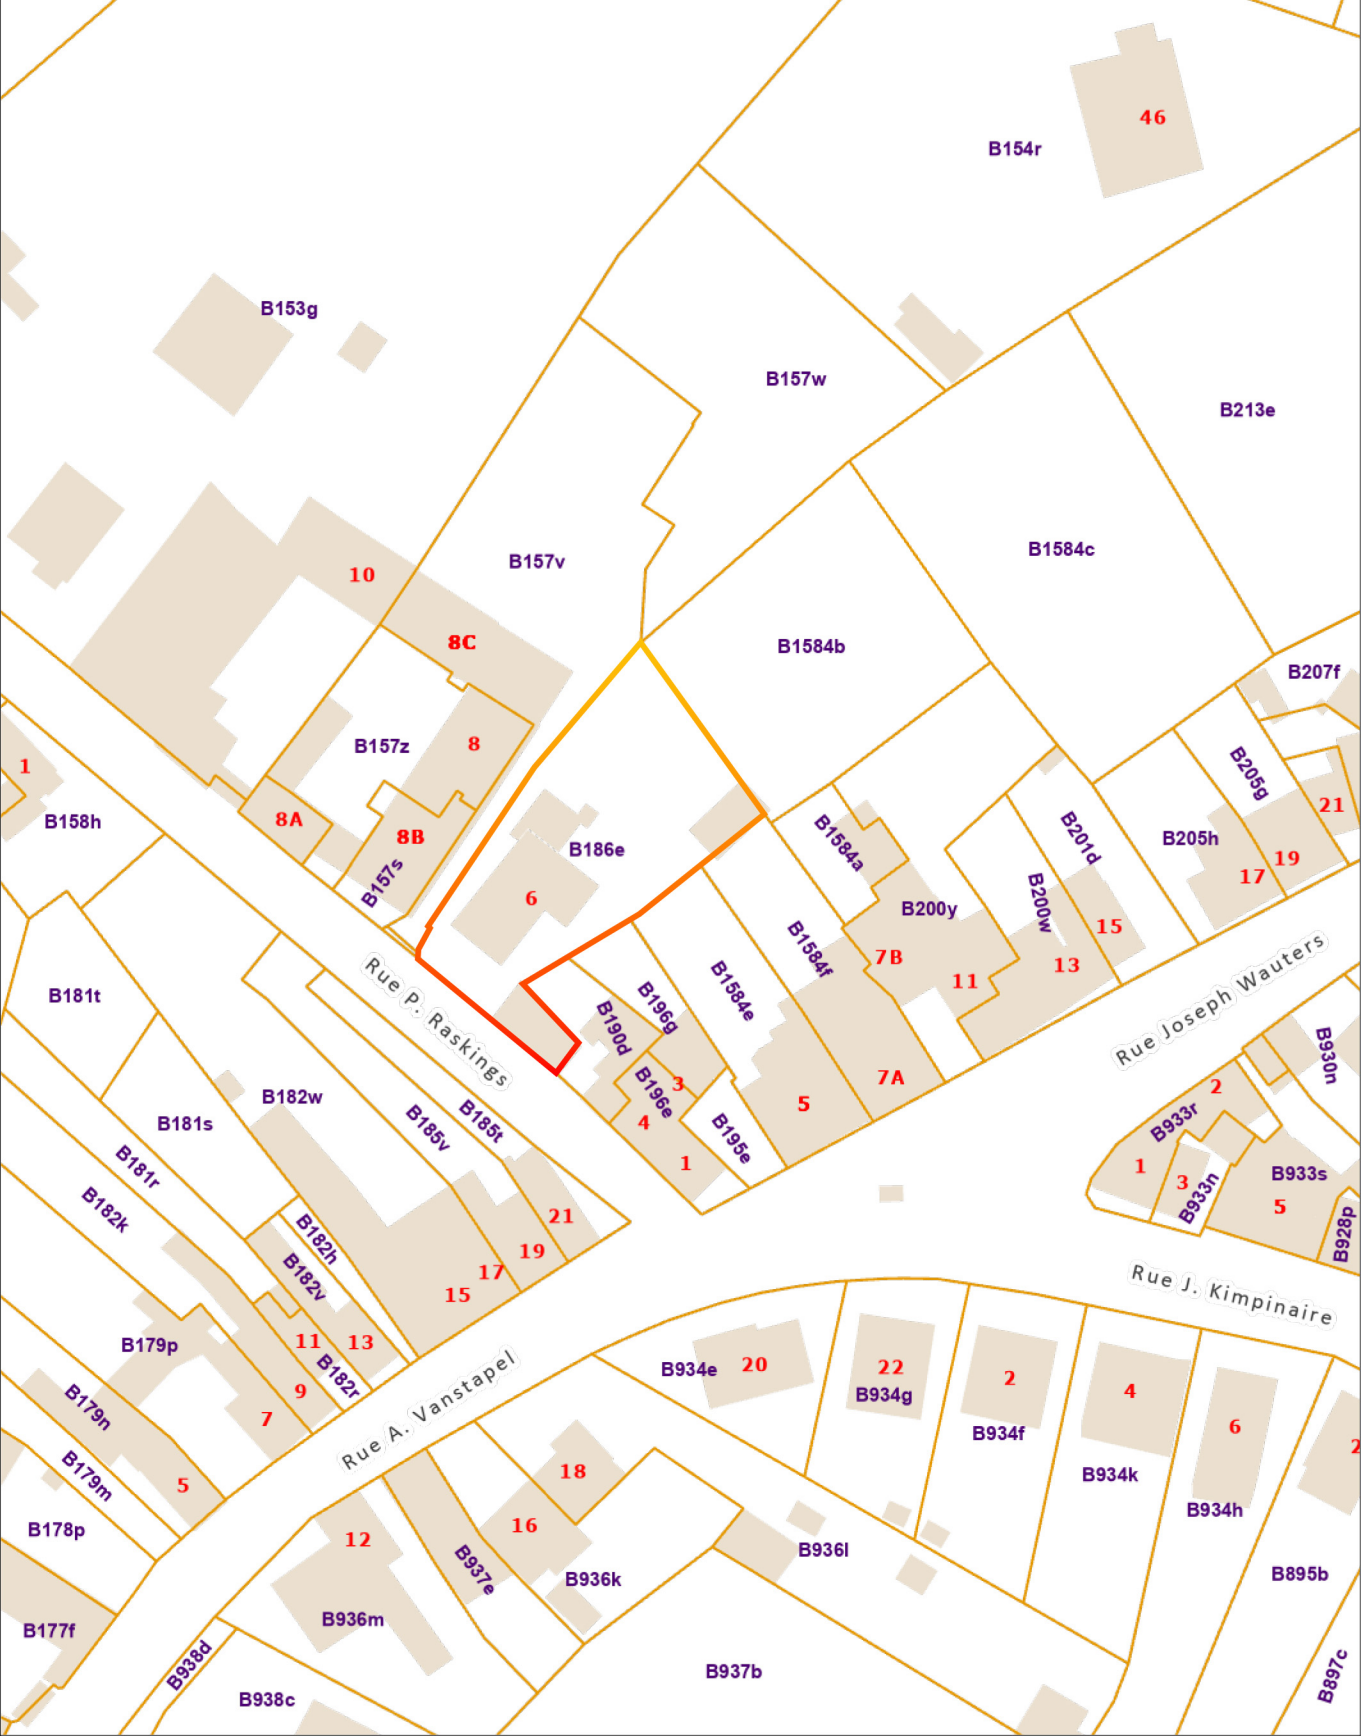 46
B154r
B153g
B157w
B213e
B1584c
B157v
10
8C
B1584b
B207f
8
B157z
1
B205g
21
8A
B158h
8B
B1584a
B201d
B205h
B186e
19
17
B157s
6
B200w
B200y
15
B1584f
7B
13
11
Rue P. Raskings
B181t
B196g
B1584e
Rue Joseph Wauters
B190d
B930n
7A
3
2
B182w
B196e
5
B185v
B185t
B181s
4
B195e
B933r
B181r
1
1
3
B933n
B933s
5
B182k
21
B928p
B182h
19
B182v
17
15
Rue J. Kimpinaire
B179p
11
13
B182r
9
7
B934e
20
22
B934g
2
B934f
4
B934k
6
B934h
2
Rue A. Vanstapel
B179n
B179m
5
18
16
12
B178p
B937e
B936k
B936l
B895b
B177f
B936m
B938d
B938c
B937b
B897c